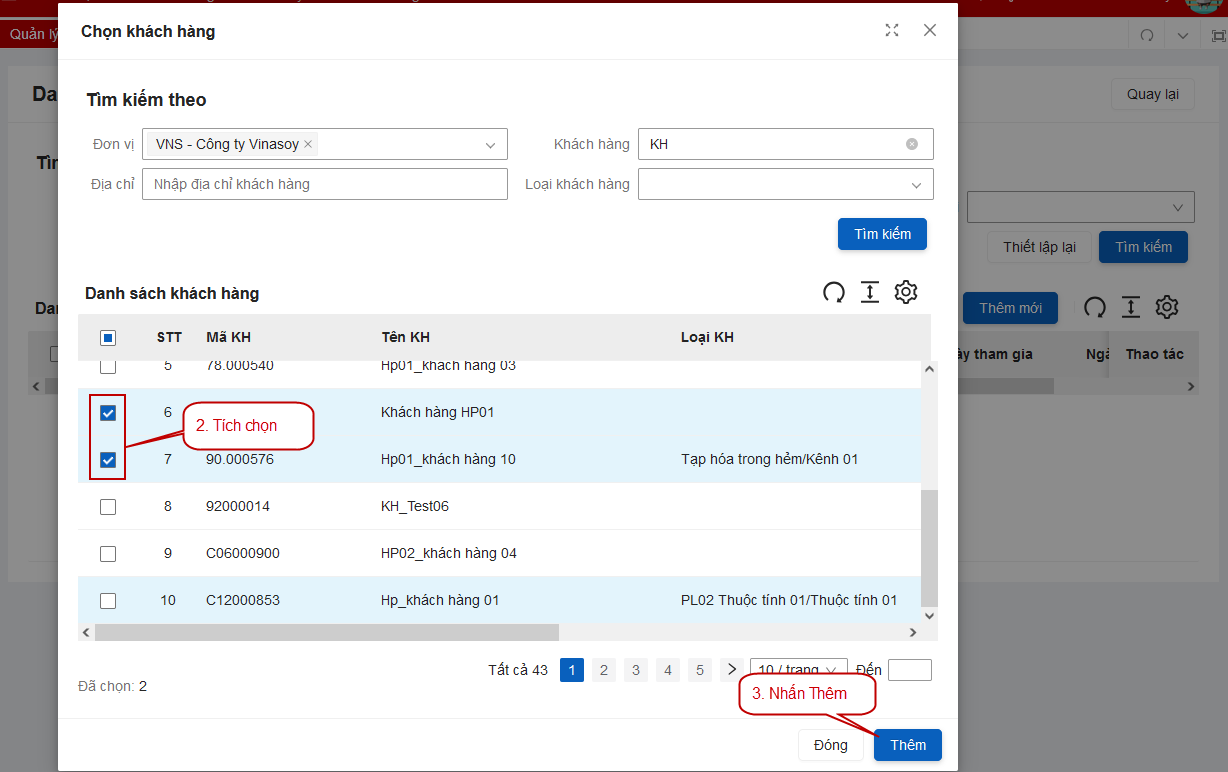 Quản lý
Chọn khách hàng
Quay lại
Tìm kiếm theo
Đơn vị VNS - Công ty Vinasoy
Khách hàng KH
Địa chỉ Nhập địa chỉ khách hàng
Loại khách hàng
Tìm kiếm
Thiết lập lại Tìm kiếm
Danh sách khách hàng
Thêm mới
STT Mã KH Tên KH Loại KH
ày tham gia Thao tác
5 78.000540 Hp01_khách hàng 03
6 Khách hàng HP01
2. Tích chọn
7 90.000576 Hp01_khách hàng 10 Tạp hóa trong hẻm/Kênh 01
8 92000014 KH_Test06
9 C06000900 HP02_khách hàng 04
10 C12000853 Hp_khách hàng 01 PL02 Thuộc tính 01/Thuộc tính 01
Tất cả 43 1 2 3 4 5 10 / trang Đến
Đã chọn: 2
3. Nhấn Thêm
Đóng Thêm